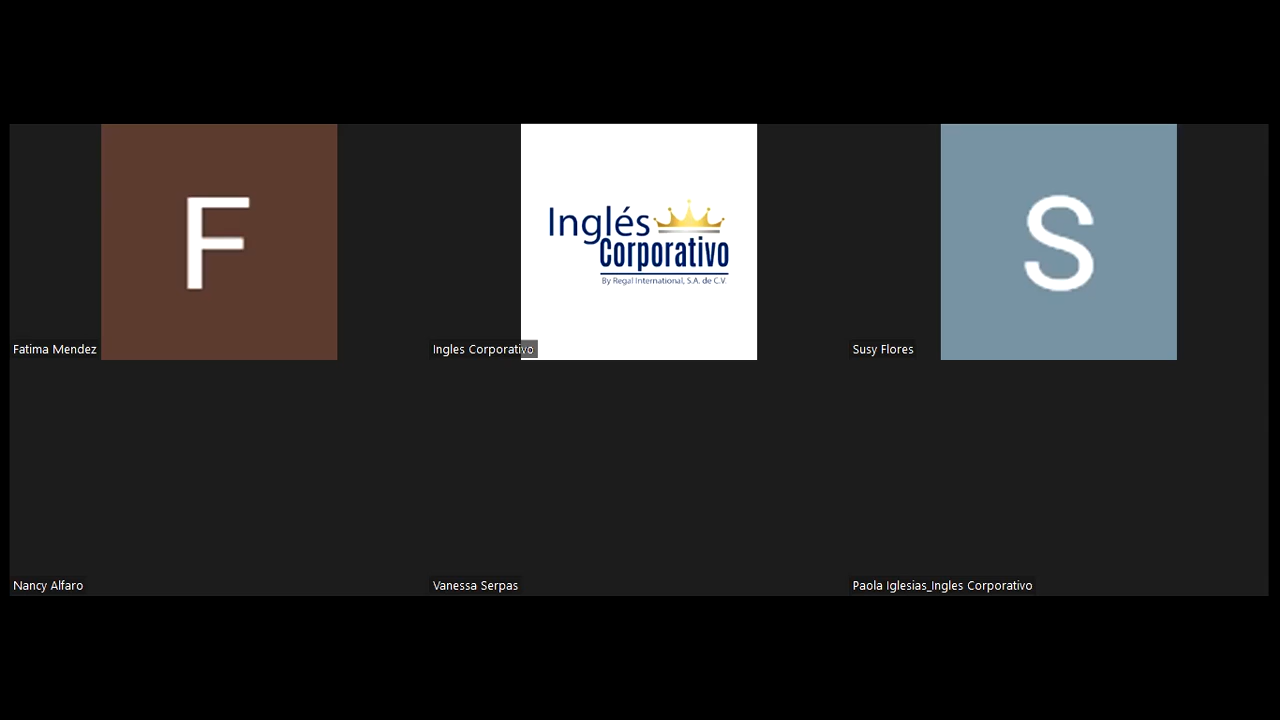 F
Inglés
Corporativo
By Regal International, S.A. de C.V.
S
Fatima Mendez
Ingles Corporativo
Susy Flores
Nancy Alfaro
Vanessa Serpas
Paola Iglesias_Ingles Corporativo